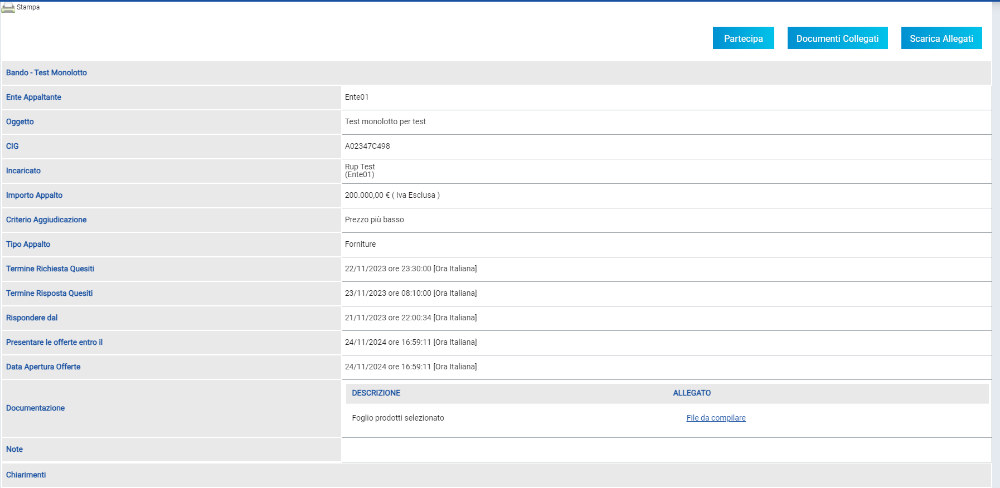 Stampa
Partecipa
Documenti Collegati
Scarica Allegati
Bando - Test Monolotto
Ente Appaltante
Ente01
Oggetto
Test monolotto per test
CIG
A02347C498
Incaricato
Rup Test
(Ente01)
Importo Appalto
200.000,00 € ( Iva Esclusa )
Criterio Aggiudicazione
Prezzo più basso
Tipo Appalto
Forniture
Termine Richiesta Quesiti
22/11/2023 ore 23:30:00 [Ora Italiana]
Termine Risposta Quesiti
23/11/2023 ore 08:10:00 [Ora Italiana]
Rispondere dal
21/11/2023 ore 22:00:34 [Ora Italiana]
Presentare le offerte entro il
24/11/2024 ore 16:59:11 [Ora Italiana]
Data Apertura Offerte
24/11/2024 ore 16:59:11 [Ora Italiana]
Documentazione
DESCRIZIONE
ALLEGATO
Foglio prodotti selezionato
File da compilare
Note
Chiarimenti